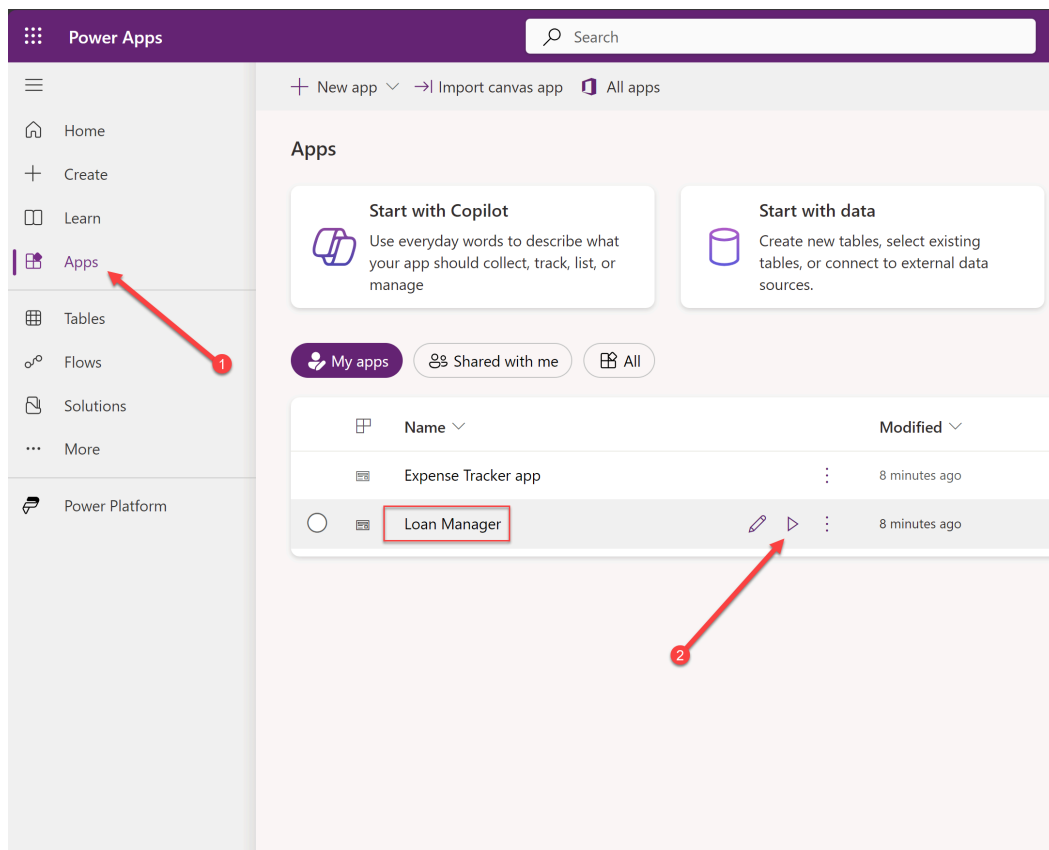 Power Apps
Search
New app
Import canvas app
All apps
Home
Create
Learn
Apps
Tables
Flows
Solutions
More
Power Platform
1
Apps
Start with Copilot
Use everyday words to describe what
your app should collect, track, list, or
manage
Start with data
Create new tables, select existing
tables, or connect to external data
sources.
My apps
Shared with me
All
Name
Modified
Expense Tracker app
8 minutes ago
Loan Manager
8 minutes ago
2